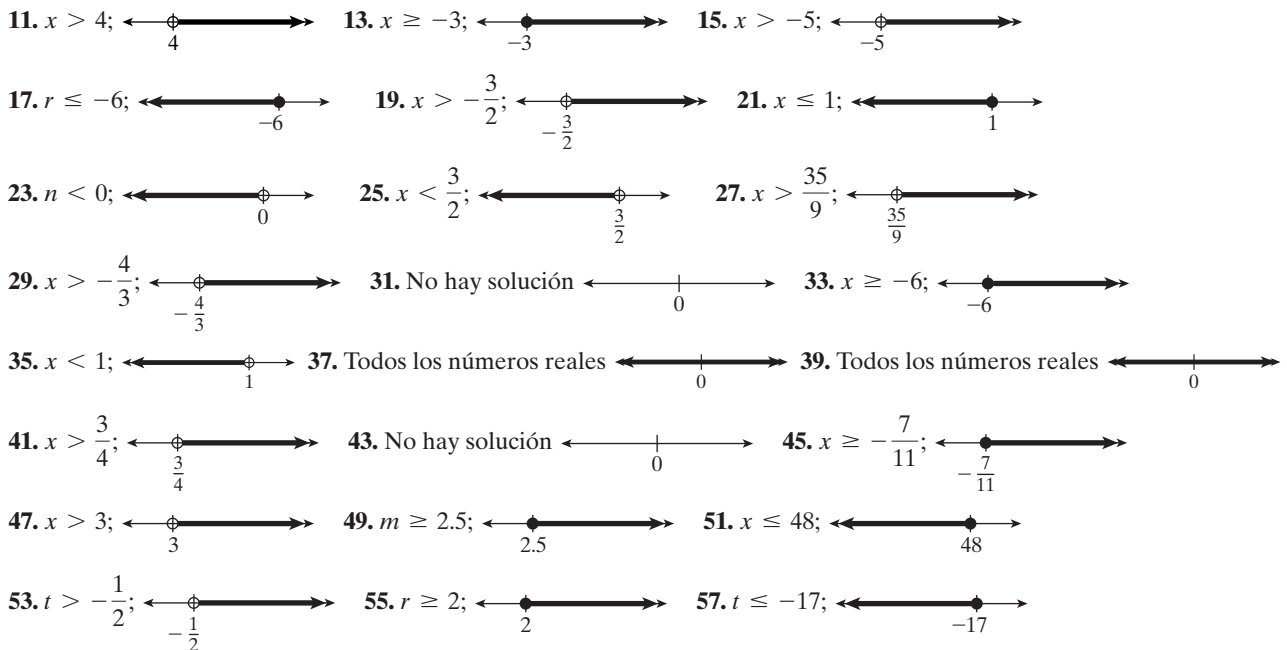 11. x > 4; 4 13. x ≥ −3; −3 15. x > −5; −5
17. r ≤ −6; −6 19. x > −3/2; −3/2 21. x ≤ 1; 1
23. n < 0; 0 25. x < 3/2; 3/2 27. x > 35/9; 35/9
29. x > −4/3; −4/3 31. No hay solución 0 33. x ≥ −6; −6
35. x < 1; 1 37. Todos los números reales 0 39. Todos los números reales 0
41. x > 3/4; 3/4 43. No hay solución 0 45. x ≥ −7/11; −7/11
47. x > 3; 3 49. m ≥ 2.5; 2.5 51. x ≤ 48; 48
53. t > −1/2; −1/2 55. r ≥ 2; 2 57. t ≤ −17; −17